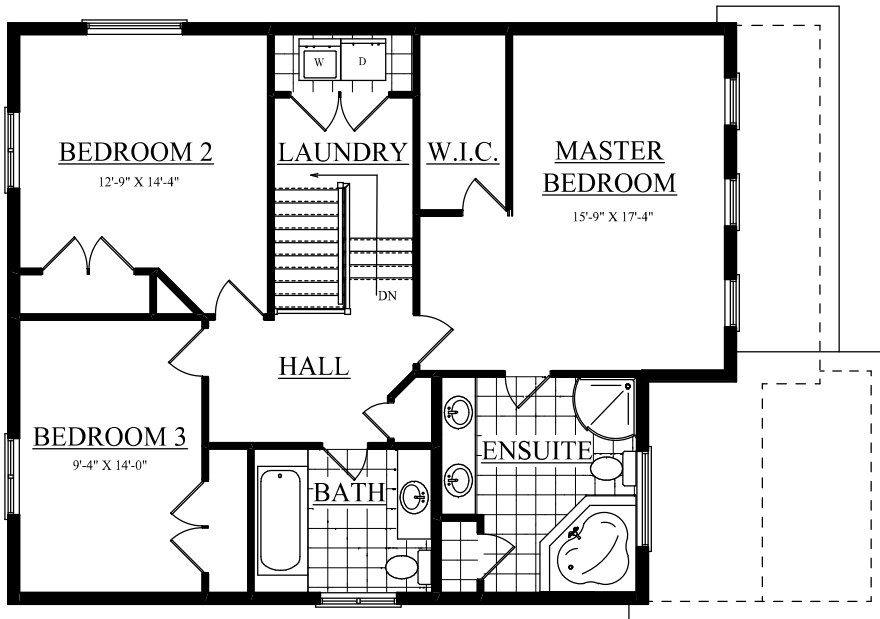 W
D
BEDROOM 2
12'-9" X 14'-4"
LAUNDRY
W.I.C.
MASTER
BEDROOM
15'-9" X 17'-4"
DN
HALL
BEDROOM 3
9'-4" X 14'-0"
ENSUITE
BATH